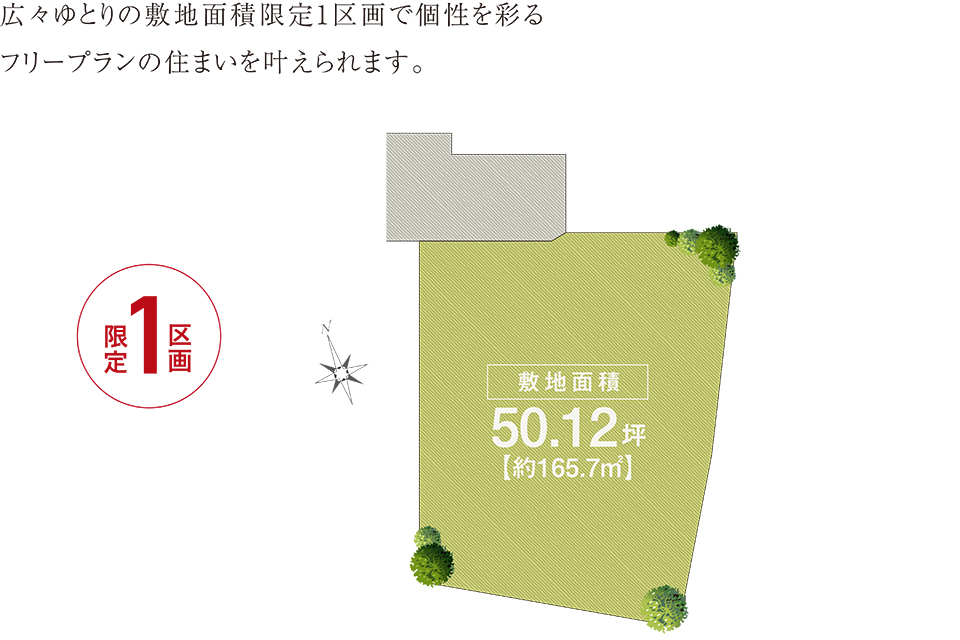 広々ゆとりの敷地面積限定1区画で個性を彩る
フリープランの住まいを叶えられます。
限定
1
区画
N
敷地面積
50.12坪
【約165.7㎡】